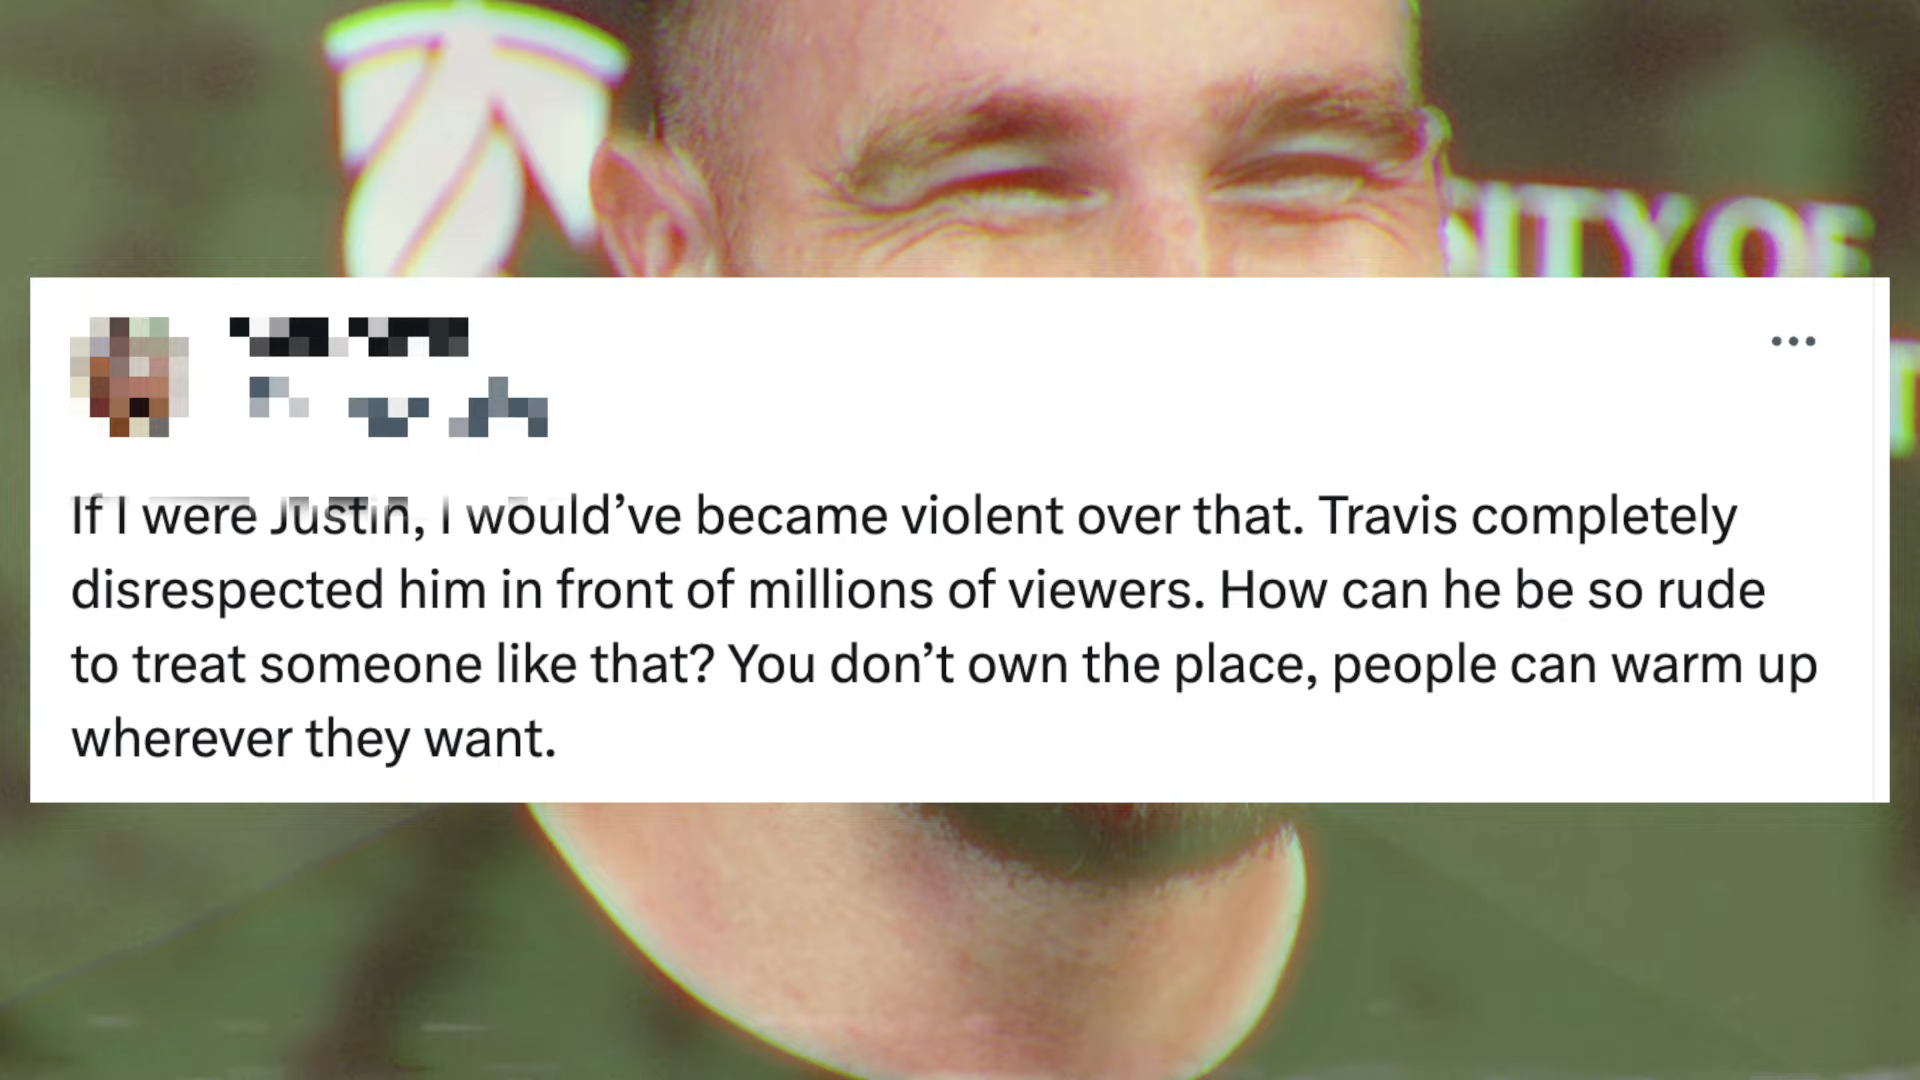 SITY OF
If I were Justin, I would’ve became violent over that. Travis completely
disrespected him in front of millions of viewers. How can he be so rude
to treat someone like that? You don’t own the place, people can warm up
wherever they want.